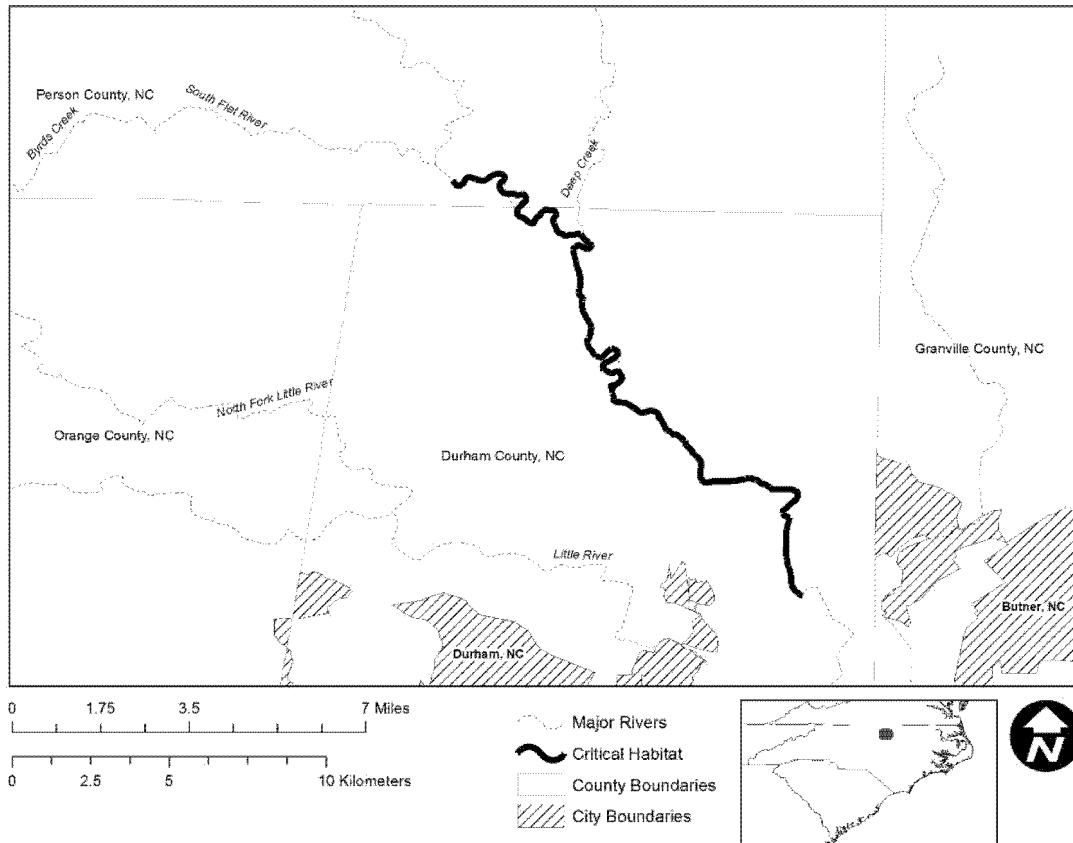 Person County, NC
South Flat River
Byrds Creek
Deep Creek
Granville County, NC
North Fork Little River
Orange County, NC
Durham County, NC
Little River
Butner, NC
Durham, NC
0 1.75 3.5 7 Miles
0 2.5 5 10 Kilometers
Major Rivers
Critical Habitat
County Boundaries
City Boundaries
N